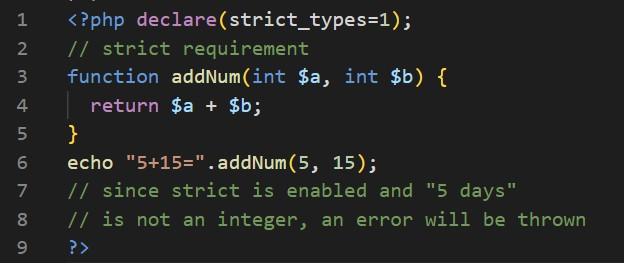 1 <?php declare(strict_types=1);
2 // strict requirement
3 function addNum(int $a, int $b) {
4   return $a + $b;
5 }
6 echo "5+15=".addNum(5, 15);
7 // since strict is enabled and "5 days"
8 // is not an integer, an error will be thrown
9 ?>